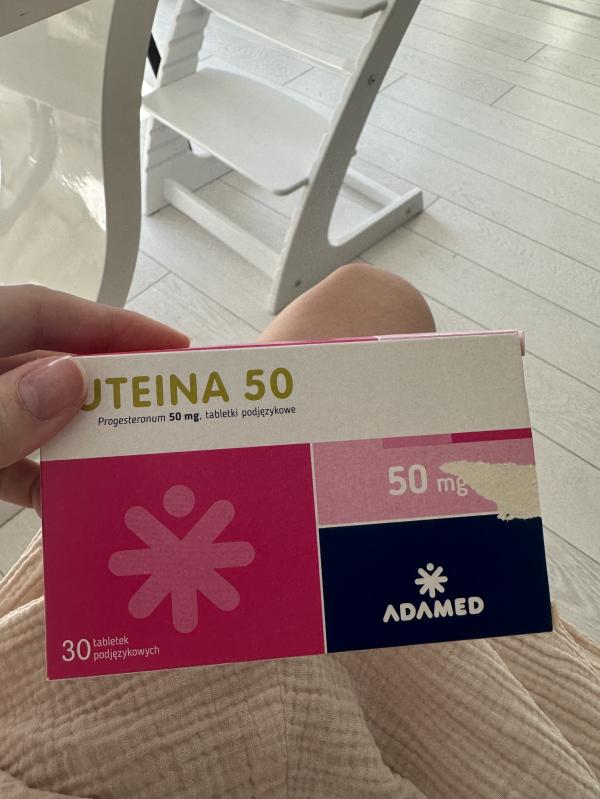 UTEINA 50
Progesteronum 50 mg, tabletki podjęzykowe
50 mg
ADAMED
30 tabletek
podjęzykowych